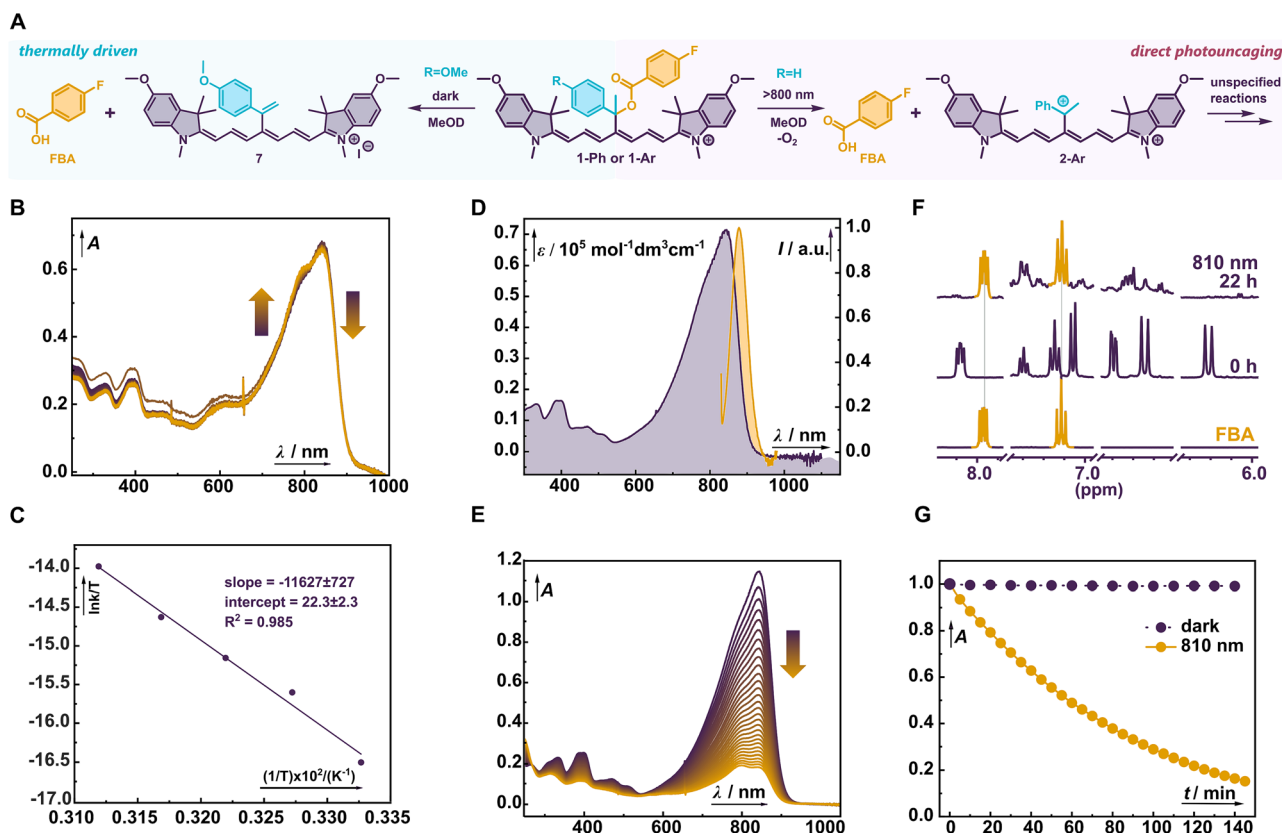 A
thermally driven
direct photouncaging
F
O
OH
FBA
+
O
O
N
N
⊕
I⊖
7
R=OMe
dark
MeOD
R
O
O
F
O
O
N
N
⊕
1-Ph or 1-Ar
R=H
>800 nm
MeOD
-O2
F
O
OH
FBA
+
Ph
⊕
O
O
N
N
⊕
2-Ar
unspecified
reactions
B
A
0.6
0.4
0.2
0.0
λ / nm
400 600 800 1000
C
-14.0
-14.5
-15.0
-15.5
-16.0
-16.5
-17.0
lnk/T
slope = -11627±727
intercept = 22.3±2.3
R2 = 0.985
(1/T)x10^2/(K-1)
0.310 0.315 0.320 0.325 0.330 0.335
D
ε / 10^5 mol-1dm3cm-1
I / a.u.
0.7
0.6
0.5
0.4
0.3
0.2
0.1
0.0
1.0
0.8
0.6
0.4
0.2
0.0
λ / nm
400 600 800 1000
E
A
1.2
1.0
0.8
0.6
0.4
0.2
0.0
λ / nm
400 600 800 1000
F
810 nm
22 h
0 h
FBA
8.0 7.0 6.0
(ppm)
G
A
1.0
0.8
0.6
0.4
0.2
0.0
dark
810 nm
t / min
0 20 40 60 80 100 120 140